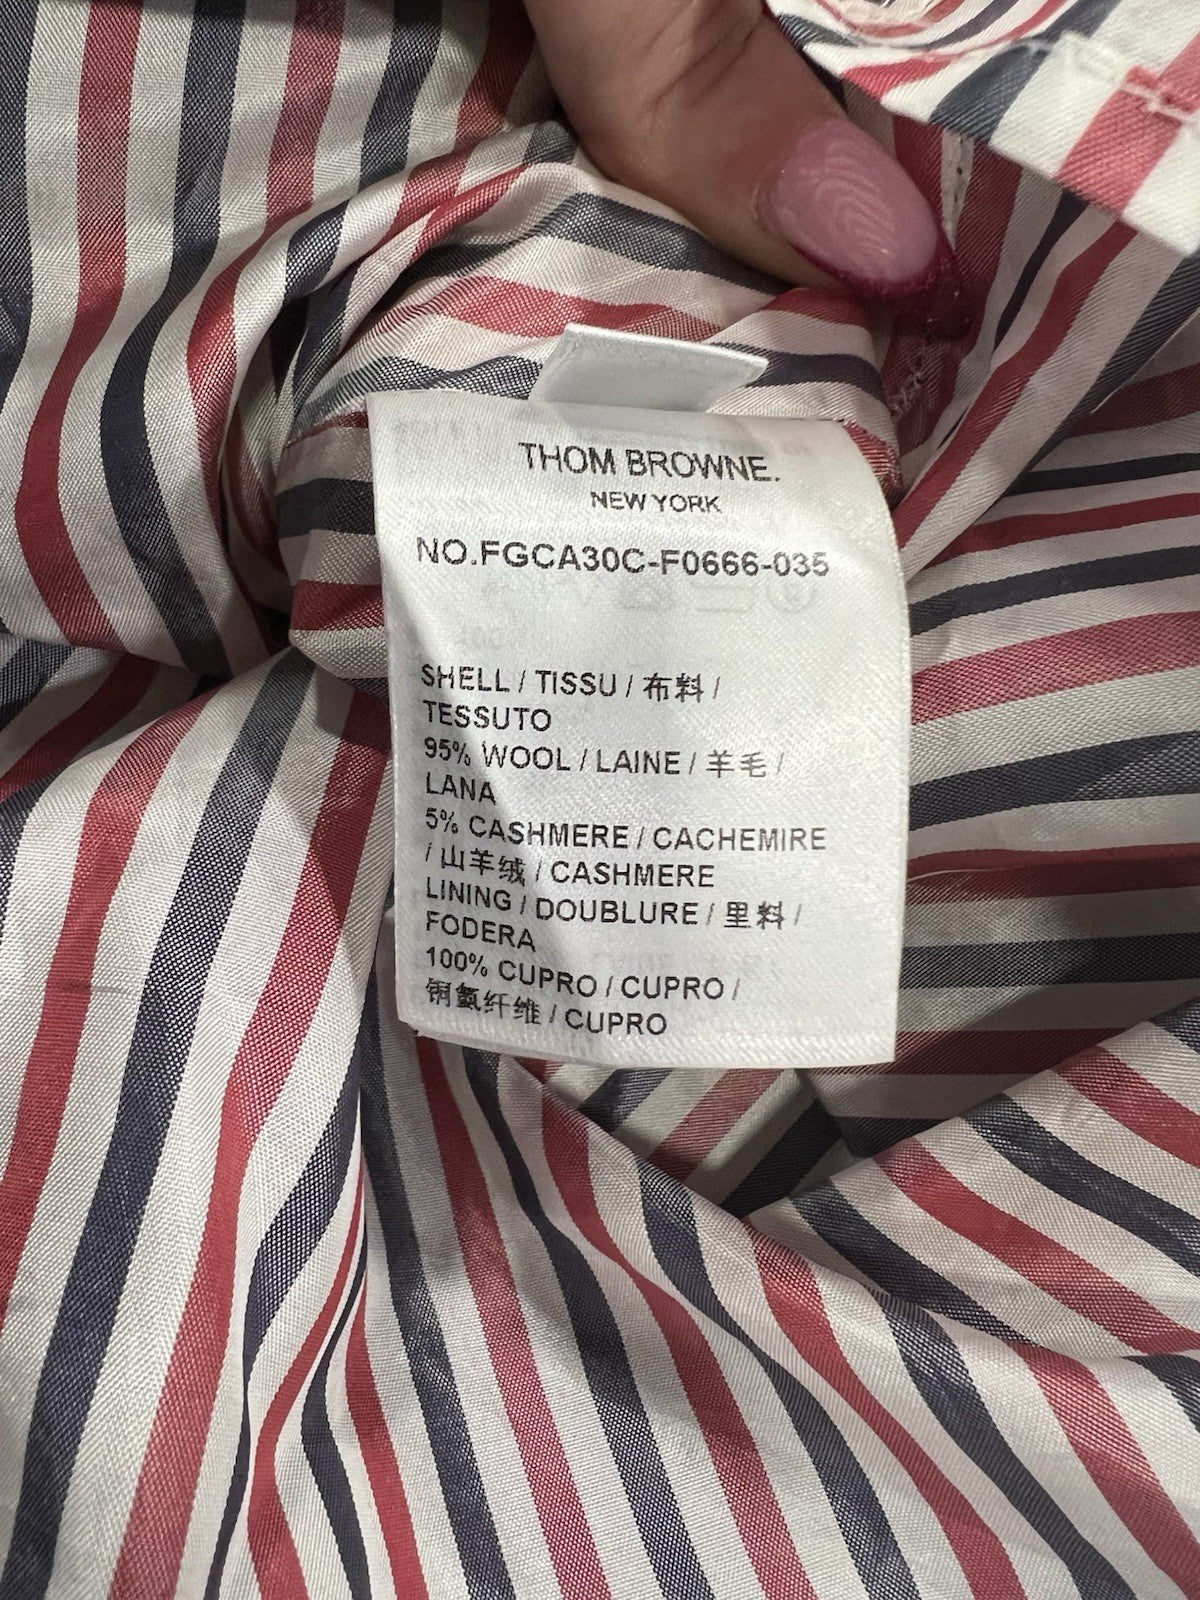 THOM BROWNE.
NEW YORK
NO.FGCA30C-F0666-035
SHELL / TISSU / 布料 /
TESSUTO
95% WOOL / LAINE / 羊毛 /
LANA
5% CASHMERE / CACHEMIRE
/ 山羊绒 / CASHMERE
LINING / DOUBLURE / 里料 /
FODERA
100% CUPRO / CUPRO /
铜氨纤维 / CUPRO